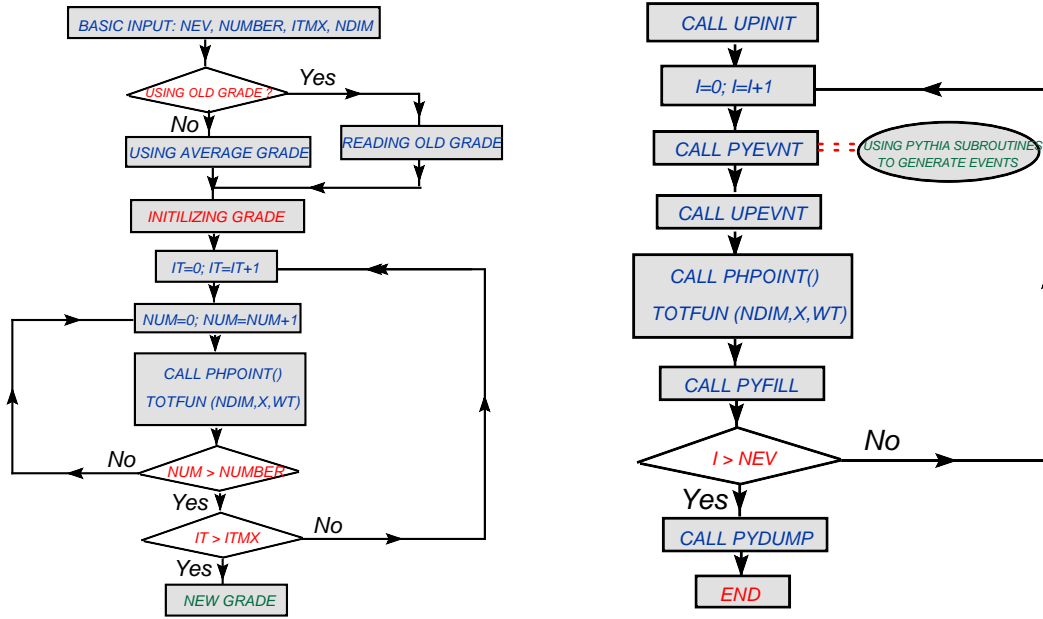 BASIC INPUT: NEV, NUMBER, ITMX, NDIM
USING OLD GRADE ?
Yes
No
USING AVERAGE GRADE
READING OLD GRADE
INITILIZING GRADE
IT=0; IT=IT+1
NUM=0; NUM=NUM+1
CALL PHPOINT()
TOTFUN (NDIM,X,WT)
NUM > NUMBER
No
Yes
IT > ITMX
No
Yes
NEW GRADE
CALL UPINIT
I=0; I=I+1
CALL PYEVNT
USING PYTHIA SUBROUTINES
TO GENERATE EVENTS
CALL UPEVNT
CALL PHPOINT()
TOTFUN (NDIM,X,WT)
CALL PYFILL
I > NEV
No
Yes
CALL PYDUMP
END